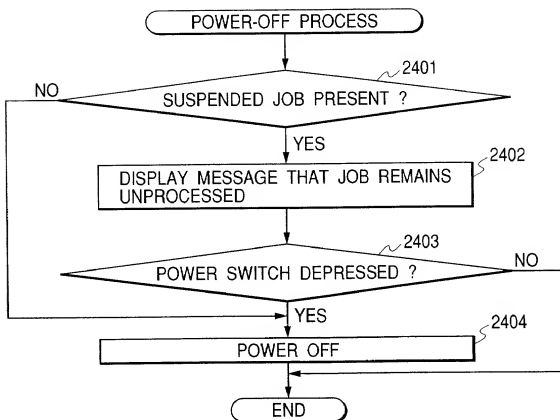 POWER-OFF PROCESS
2401
NO
SUSPENDED JOB PRESENT ?
YES
2402
DISPLAY MESSAGE THAT JOB REMAINS
UNPROCESSED
2403
NO
POWER SWITCH DEPRESSED ?
YES
2404
POWER OFF
END